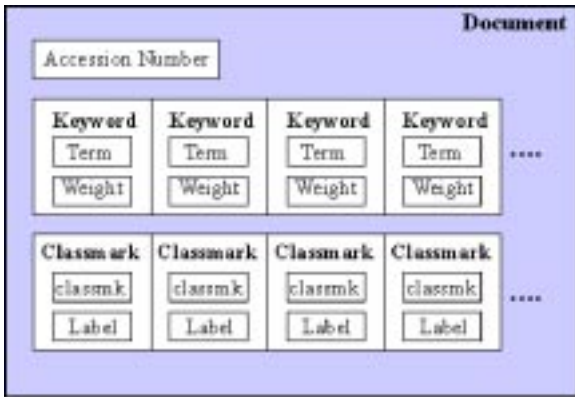 Document
Accession Number
Keyword Keyword Keyword Keyword
Term Term Term Term ....
Weight Weight Weight Weight
Classmark Classmark Classmark Classmark
classmk classmk classmk classmk ....
Label Label Label Label